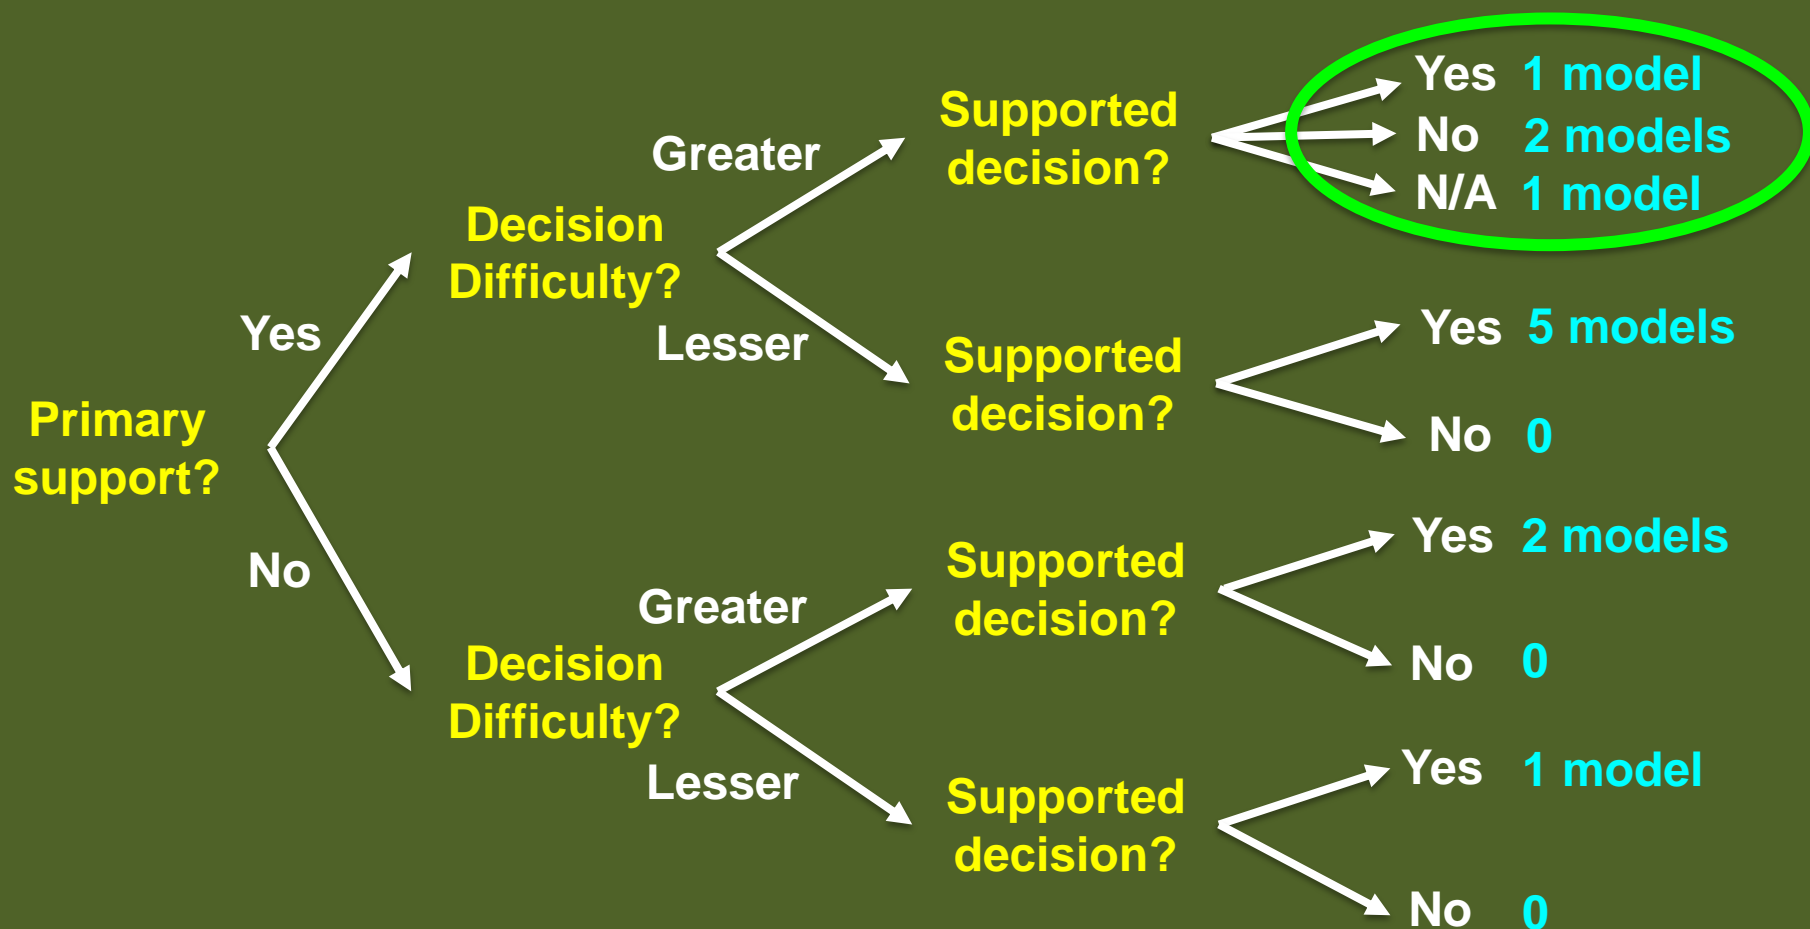 Primary
support?
Yes
No
Decision
Difficulty?
Greater
Lesser
Supported
decision?
Yes 1 model
No 2 models
N/A 1 model
Supported
decision?
Yes 5 models
No 0
Decision
Difficulty?
Greater
Lesser
Supported
decision?
Yes 2 models
No 0
Supported
decision?
Yes 1 model
No 0